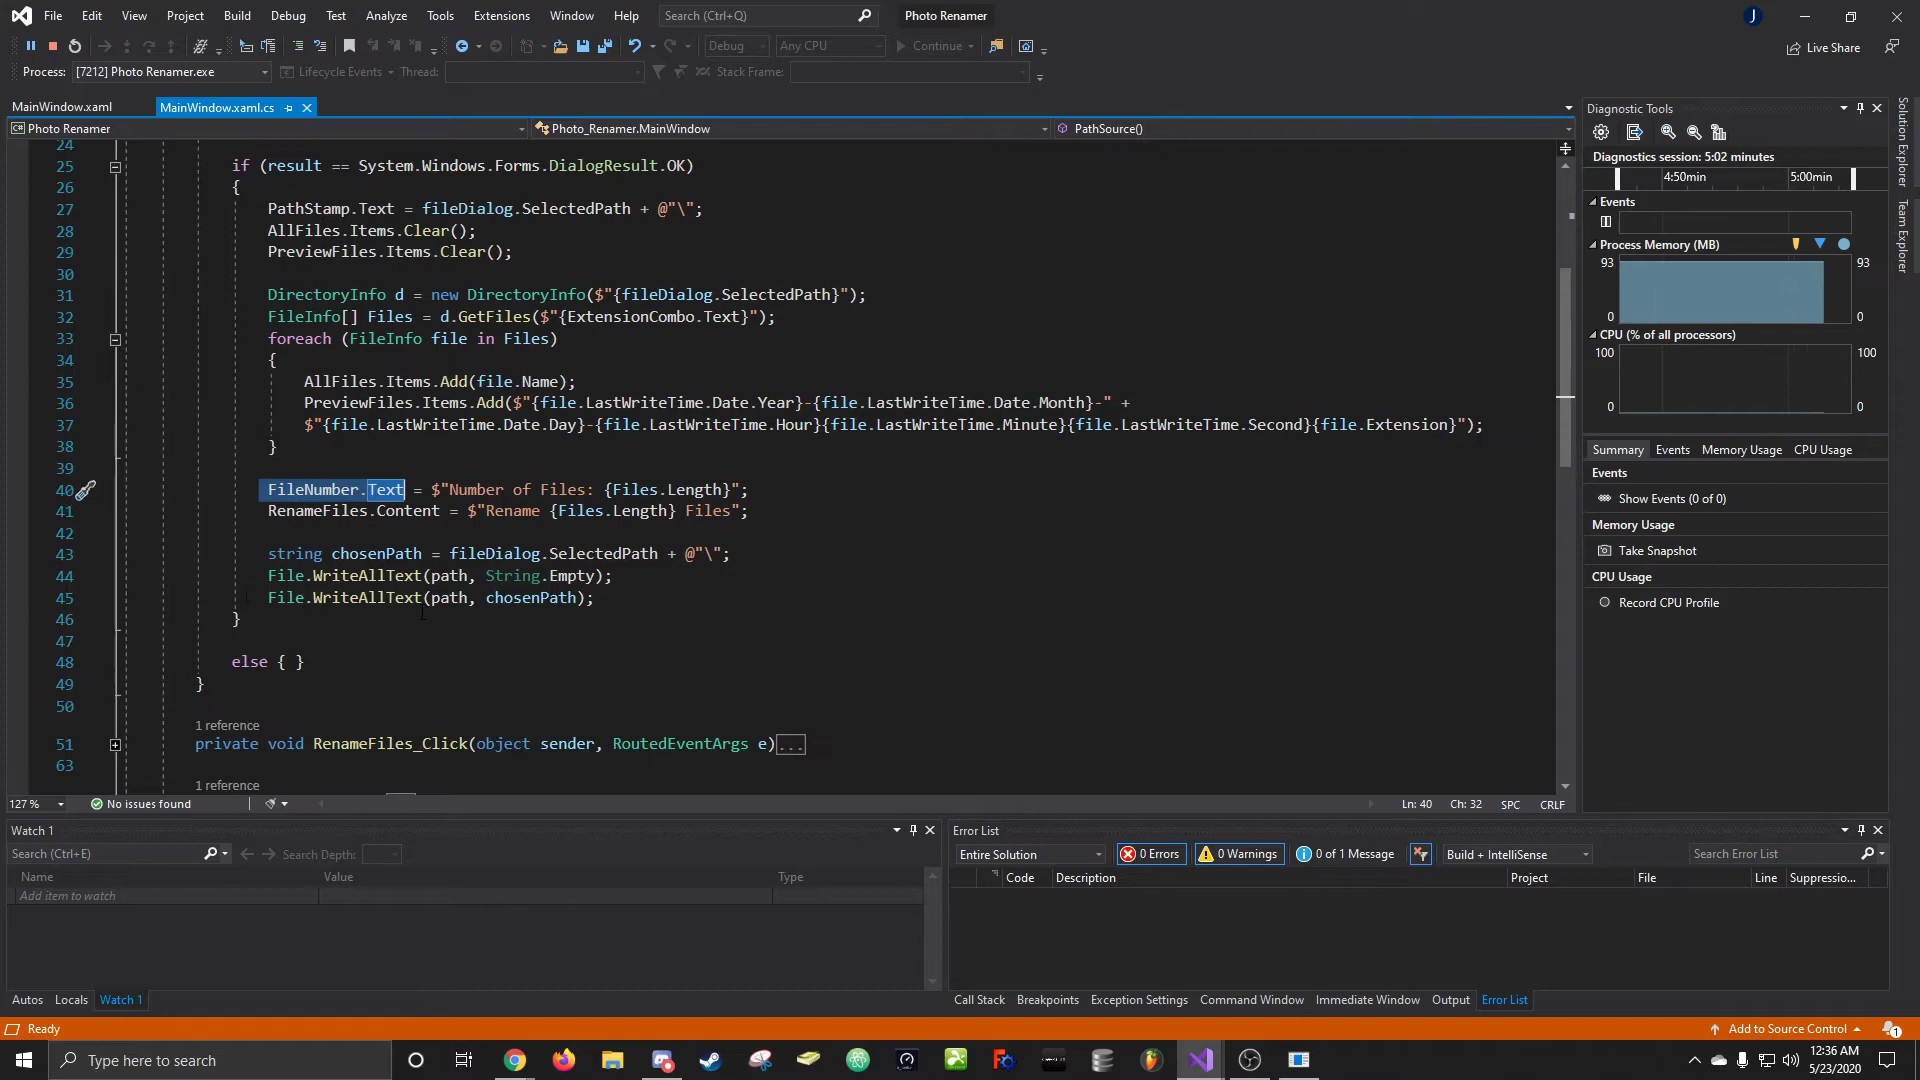 File Edit View Project Build Debug Test Analyze Tools Extensions Window Help Search (Ctrl+Q) Photo Renamer J
Debug Any CPU Continue Live Share
Process: [7212] Photo Renamer.exe Lifecycle Events Thread: Stack Frame:
MainWindow.xaml MainWindow.xaml.cs
Photo Renamer Photo_Renamer.MainWindow PathSource()
24
25 if (result == System.Windows.Forms.DialogResult.OK)
26 {
27 PathStamp.Text = fileDialog.SelectedPath + @"\";
28 AllFiles.Items.Clear();
29 PreviewFiles.Items.Clear();
30
31 DirectoryInfo d = new DirectoryInfo($"{fileDialog.SelectedPath}");
32 FileInfo[] Files = d.GetFiles($"{ExtensionCombo.Text}");
33 foreach (FileInfo file in Files)
34 {
35 AllFiles.Items.Add(file.Name);
36 PreviewFiles.Items.Add($"{file.LastWriteTime.Date.Year}-{file.LastWriteTime.Date.Month}-" +
37 $"{file.LastWriteTime.Date.Day}-{file.LastWriteTime.Hour}{file.LastWriteTime.Minute}{file.LastWriteTime.Second}{file.Extension}");
38 }
39
40 FileNumber.Text = $"Number of Files: {Files.Length}";
41 RenameFiles.Content = $"Rename {Files.Length} Files";
42
43 string chosenPath = fileDialog.SelectedPath + @"\";
44 File.WriteAllText(path, String.Empty);
45 File.WriteAllText(path, chosenPath);
46 }
47
48 else { }
49 }
50
1 reference
51 private void RenameFiles_Click(object sender, RoutedEventArgs e)...
63
1 reference
127 % No issues found Ln: 40 Ch: 32 SPC CRLF
Diagnostic Tools
Diagnostics session: 5:02 minutes
4:50min 5:00min
Events
Process Memory (MB)
93 93
0 0
CPU (% of all processors)
100 100
0 0
Summary Events Memory Usage CPU Usage
Events
Show Events (0 of 0)
Memory Usage
Take Snapshot
CPU Usage
Record CPU Profile
Solution Explorer
Team Explorer
Watch 1
Search (Ctrl+E) Search Depth:
Name Value Type
Add item to watch
Autos Locals Watch 1
Error List
Entire Solution 0 Errors 0 Warnings 0 of 1 Message Build + IntelliSense Search Error List
Code Description Project File Line Suppressio...
Call Stack Breakpoints Exception Settings Command Window Immediate Window Output Error List
Ready Add to Source Control 1
Type here to search 12:36 AM
5/23/2020